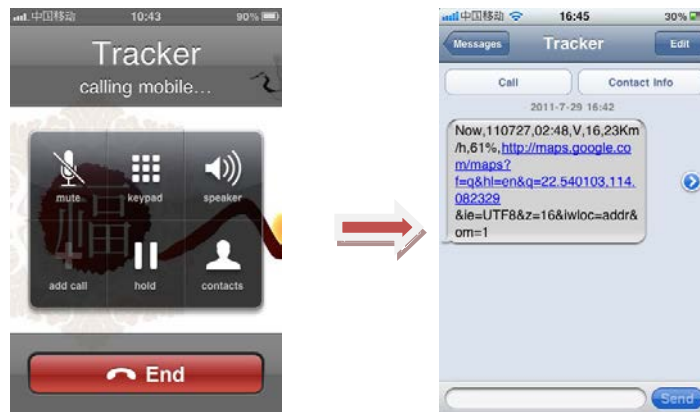 中国移动 10:43 90%
Tracker
calling mobile...
mute keypad speaker
福
add call hold contacts
End
中国移动 16:45 30%
Messages Tracker Edit
Call Contact Info
2011-7-29 16:42
Now,110727,02:48,V,16,23Km
/h,61%,http://maps.google.co
m/maps?
f=q&hl=en&q=22.540103,114.
082329
&ie=UTF8&z=16&iwloc=addr&
om=1
Send